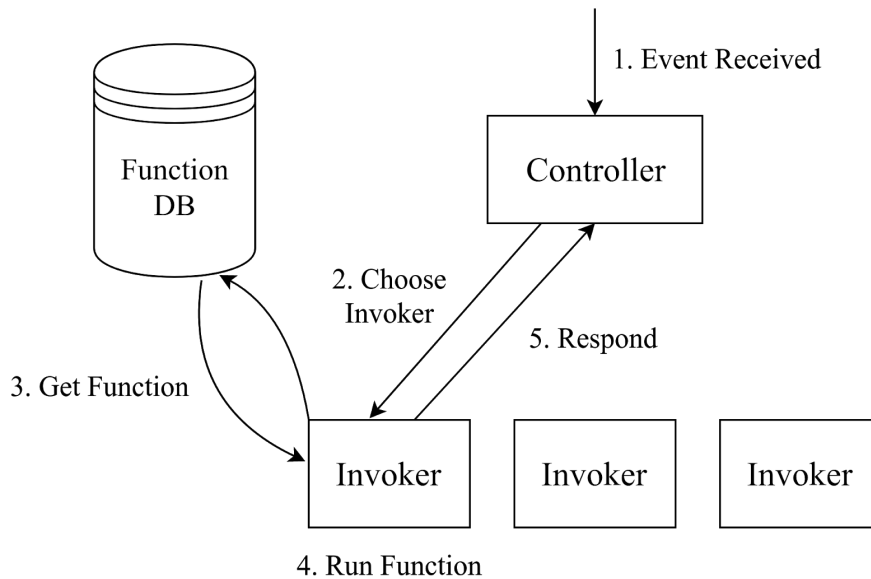 1. Event Received
Function
DB
Controller
2. Choose
Invoker
5. Respond
3. Get Function
Invoker
Invoker
Invoker
4. Run Function